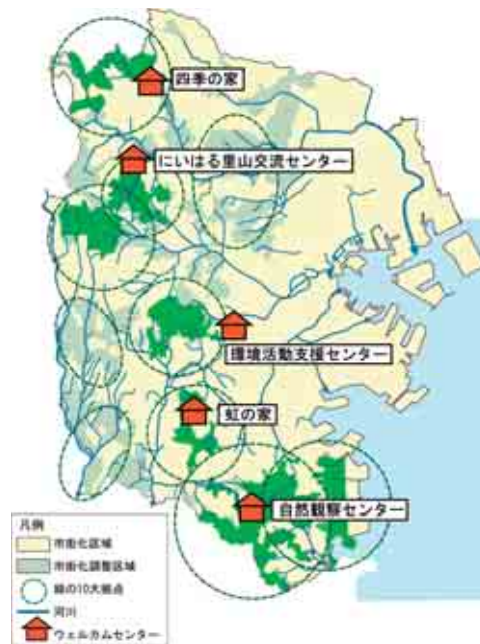 四季の家
にいはる里山交流センター
環境活動支援センター
虹の家
自然観察センター
凡例
市街化区域
市街化調整区域
緑の10大拠点
河川
ウェルカムセンター